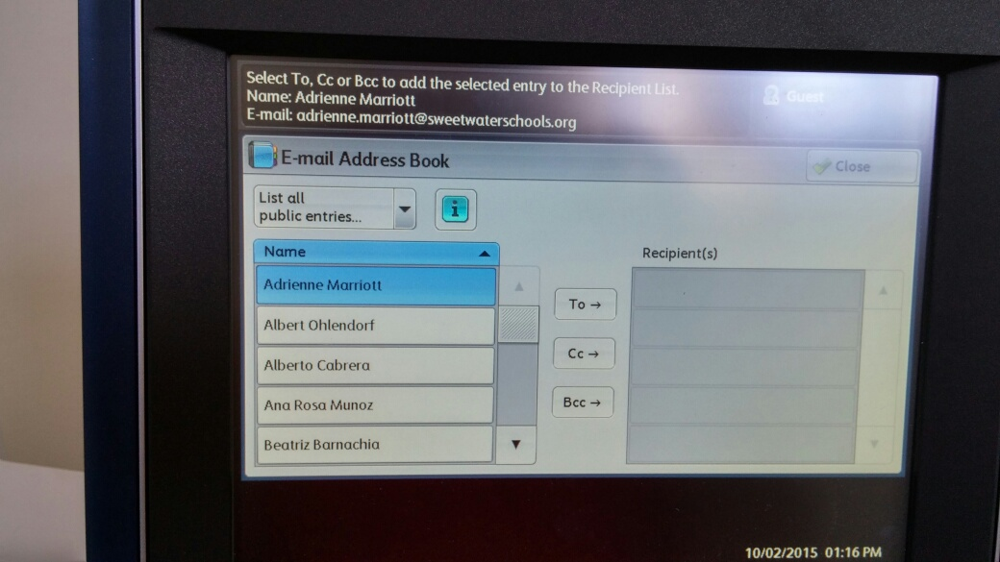 Select To, Cc or Bcc to add the selected entry to the Recipient List.
Name: Adrienne Marriott
E-mail: adrienne.marriott@sweetwaterschools.org
Guest
E-mail Address Book
Close
List all
public entries...
i
Name
Recipient(s)
Adrienne Marriott
Albert Ohlendorf
Alberto Cabrera
Ana Rosa Munoz
Beatriz Barnachia
To →
Cc →
Bcc →
10/02/2015 01:16 PM